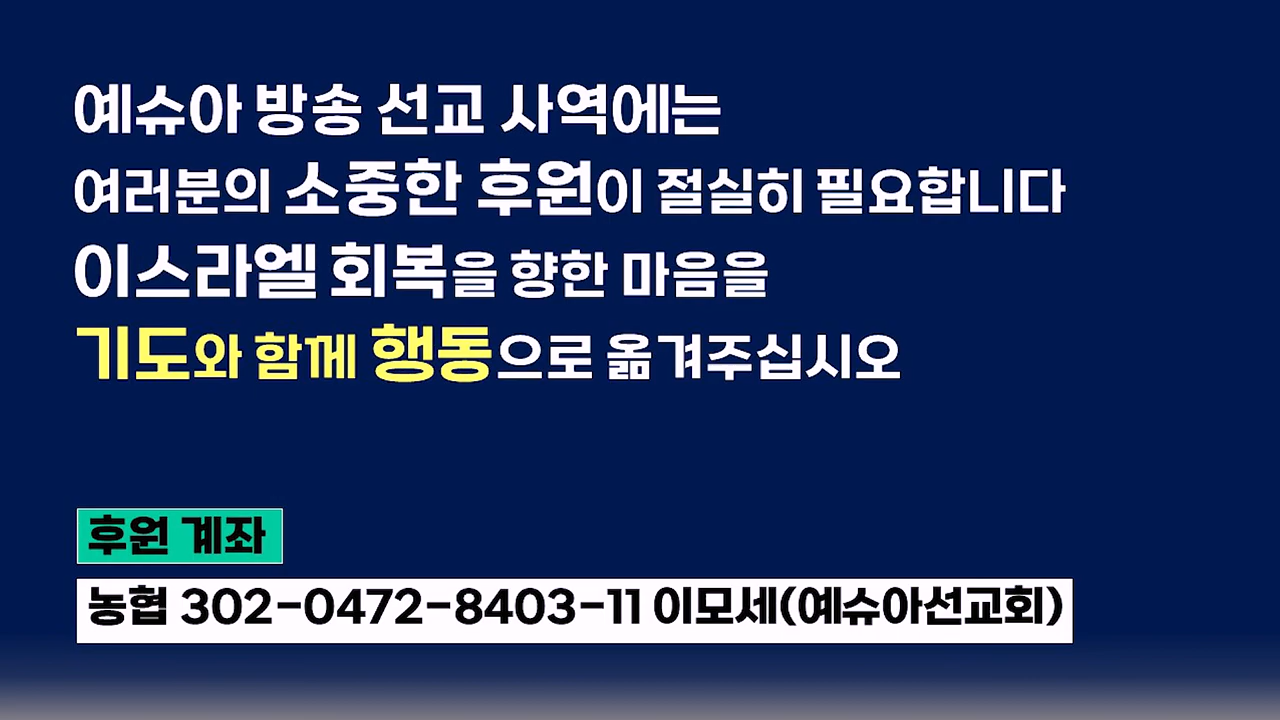 예슈아 방송 선교 사역에는
여러분의 소중한 후원이 절실히 필요합니다
이스라엘 회복을 향한 마음을
기도와 함께 행동으로 옮겨주십시오
후원 계좌
농협 302-0472-8403-11 이모세(예슈아선교회)